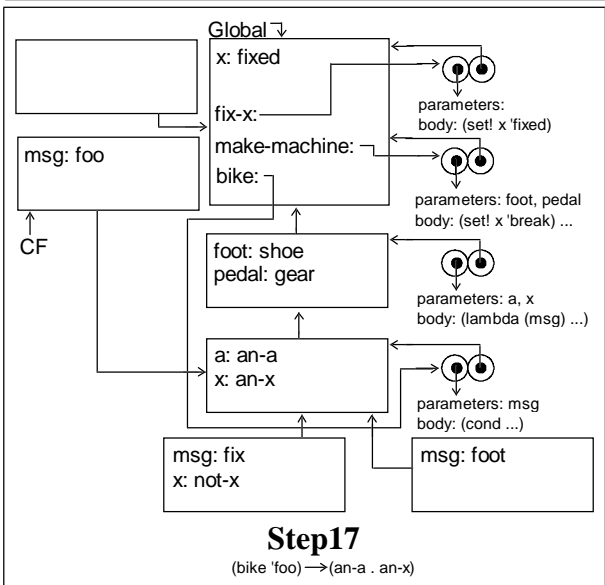 Global
x: fixed
fix-x:
make-machine:
bike:
parameters:
body: (set! x 'fixed)
msg: foo
CF
parameters: foot, pedal
body: (set! x 'break) ...
foot: shoe
pedal: gear
parameters: a, x
body: (lambda (msg) ...)
a: an-a
x: an-x
parameters: msg
body: (cond ...)
msg: fix
x: not-x
msg: foot
Step17
(bike 'foo) → (an-a . an-x)